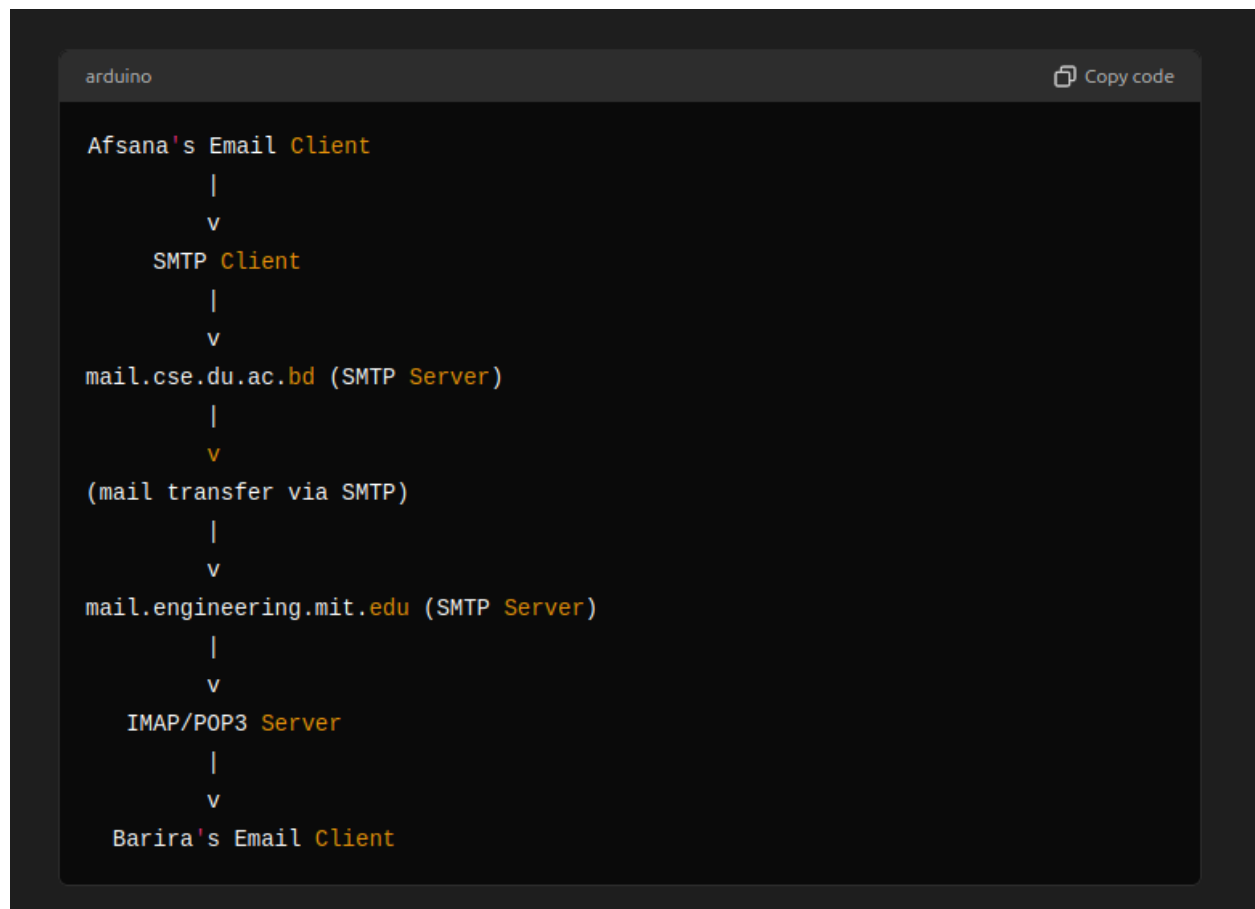 arduino Copy code
Afsana's Email Client
|
v
SMTP Client
|
v
mail.cse.du.ac.bd (SMTP Server)
|
v
(mail transfer via SMTP)
|
v
mail.engineering.mit.edu (SMTP Server)
|
v
IMAP/POP3 Server
|
v
Barira's Email Client